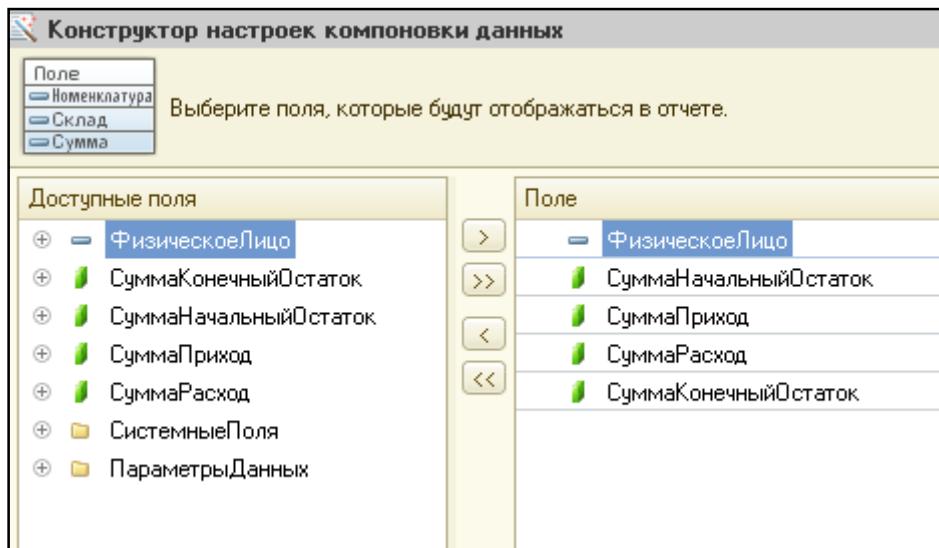 Конструктор настроек компоновки данных
Поле
Номенклатура
Склад
Сумма
Выберите поля, которые будут отображаться в отчете.
Доступные поля
ФизическоеЛицо
СуммаКонечныйОстаток
СуммаНачальныйОстаток
СуммаПриход
СуммаРасход
СистемныеПоля
ПараметрыДанных
>
>>
<
<<
Поле
ФизическоеЛицо
СуммаНачальныйОстаток
СуммаПриход
СуммаРасход
СуммаКонечныйОстаток